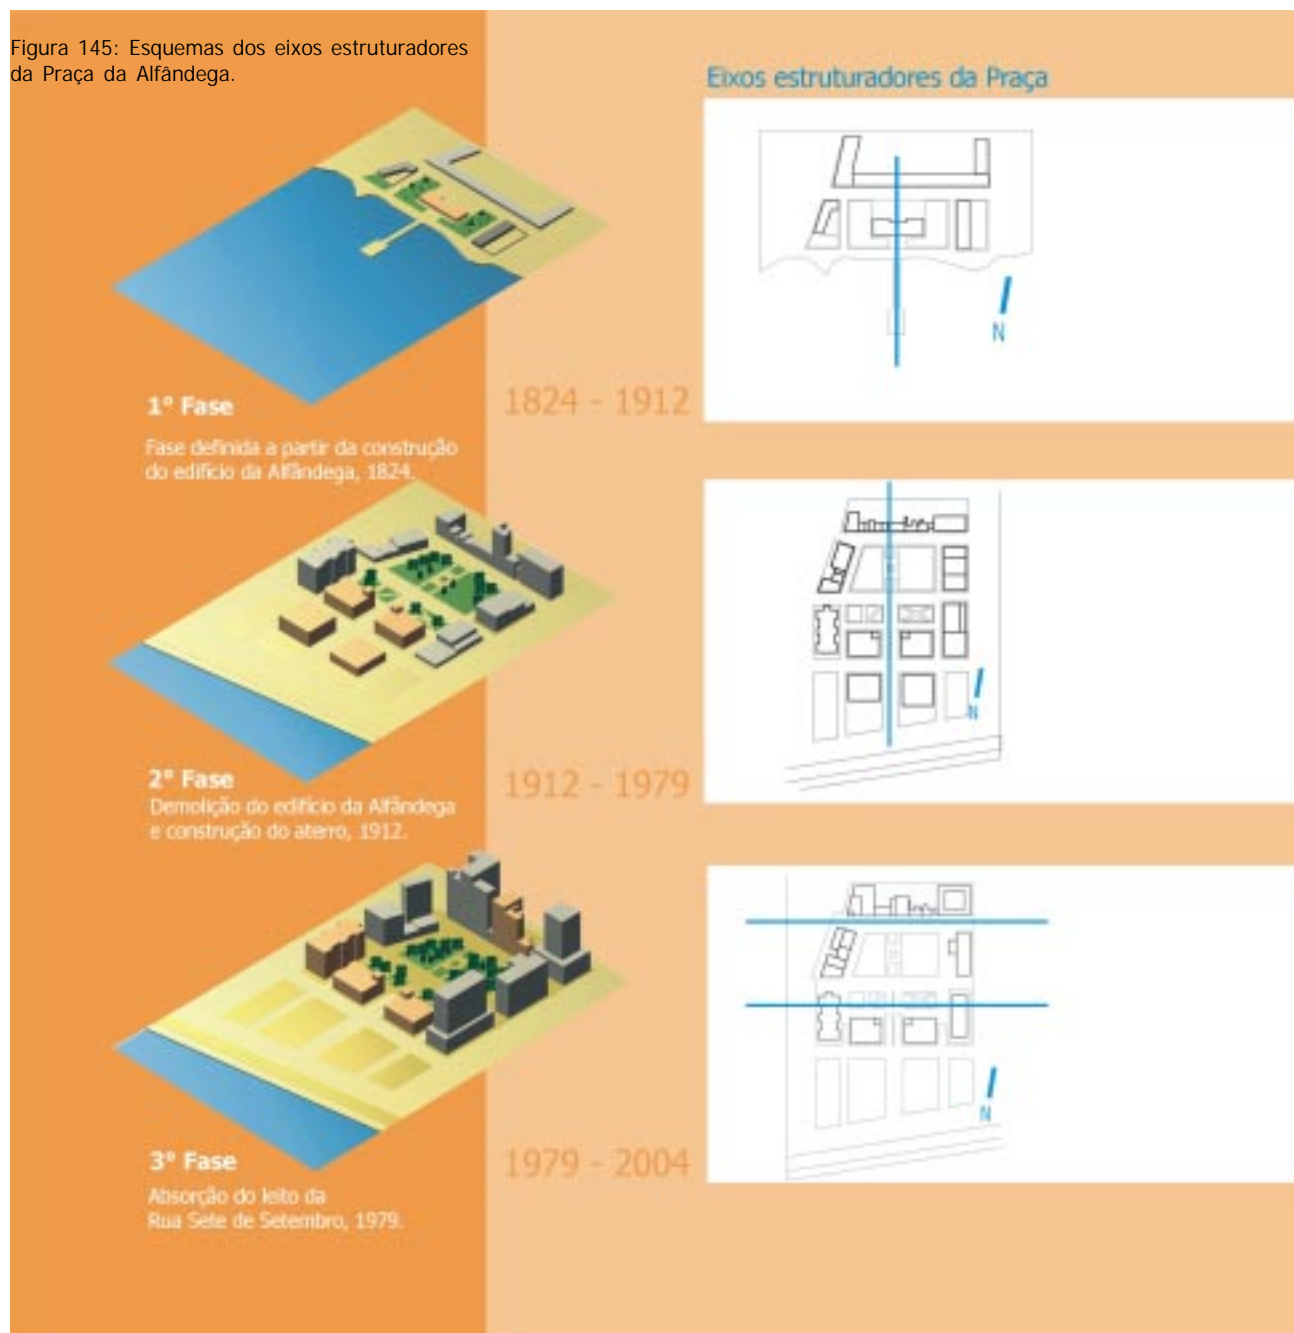 Figura 145: Esquemas dos eixos estruturadores
da Praça da Alfândega.
Eixos estruturadores da Praça
N
1º Fase
1824 - 1912
Fase definida a partir da construção
do edifício da Alfândega, 1824.
N
2º Fase
1912 - 1979
Demolição do edifício da Alfândega
e construção do aterro, 1912.
N
3º Fase
1979 - 2004
Absorção do leito da
Rua Sete de Setembro, 1979.